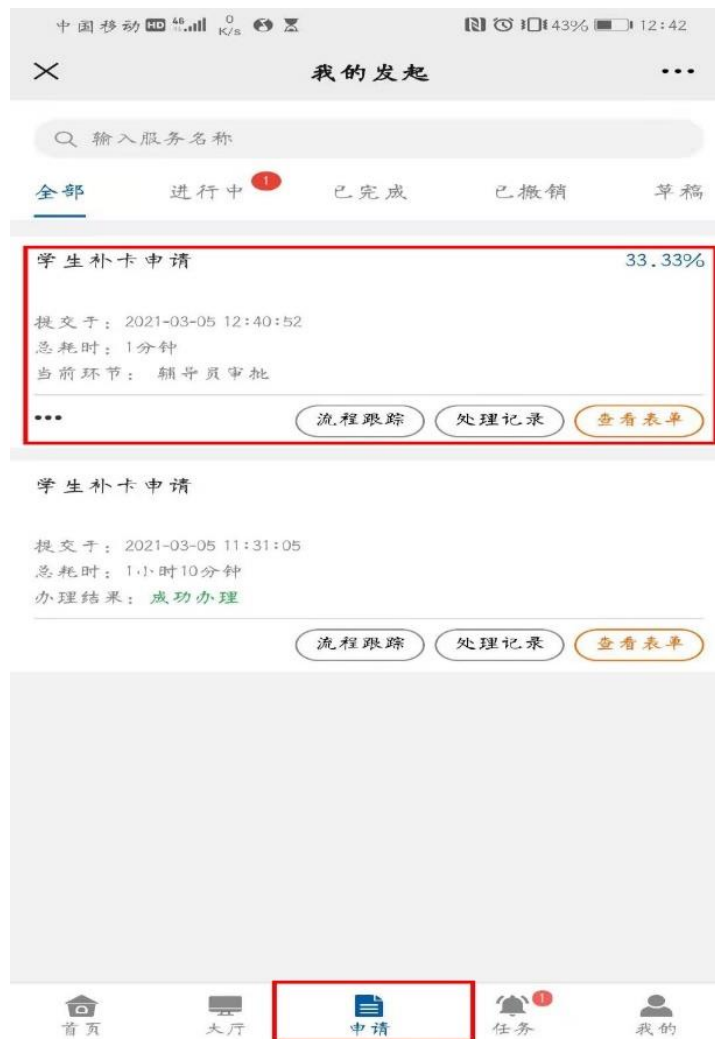 中国移动 HD 46 0 K/s 43% 12:42
我的发起
输入服务名称
全部 进行中 1 已完成 已撤销 草稿
学生补卡申请 33.33%
提交于：2021-03-05 12:40:52
总耗时：1分钟
当前环节：辅导员审批
流程跟踪 处理记录 查看表单
学生补卡申请
提交于：2021-03-05 11:31:05
总耗时：1小时10分钟
办理结果：成功办理
流程跟踪 处理记录 查看表单
1
首页 大厅 申请 任务 我的